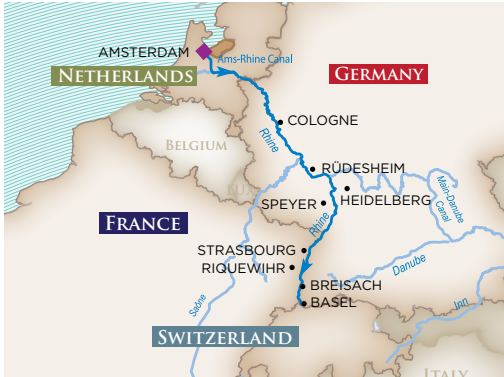 AMSTERDAM
Ams-Rhine Canal
NETHERLANDS
GERMANY
COLOGNE
Rhine
BELGIUM
RÜDESHEIM
LUX
HEIDELBERG
SPEYER
Main-Danube
Canal
FRANCE
Rhine
STRASBOURG
RIQUEWIHR
Danube
BREISACH
BASEL
Saône
Inn
SWITZERLAND
ITALY